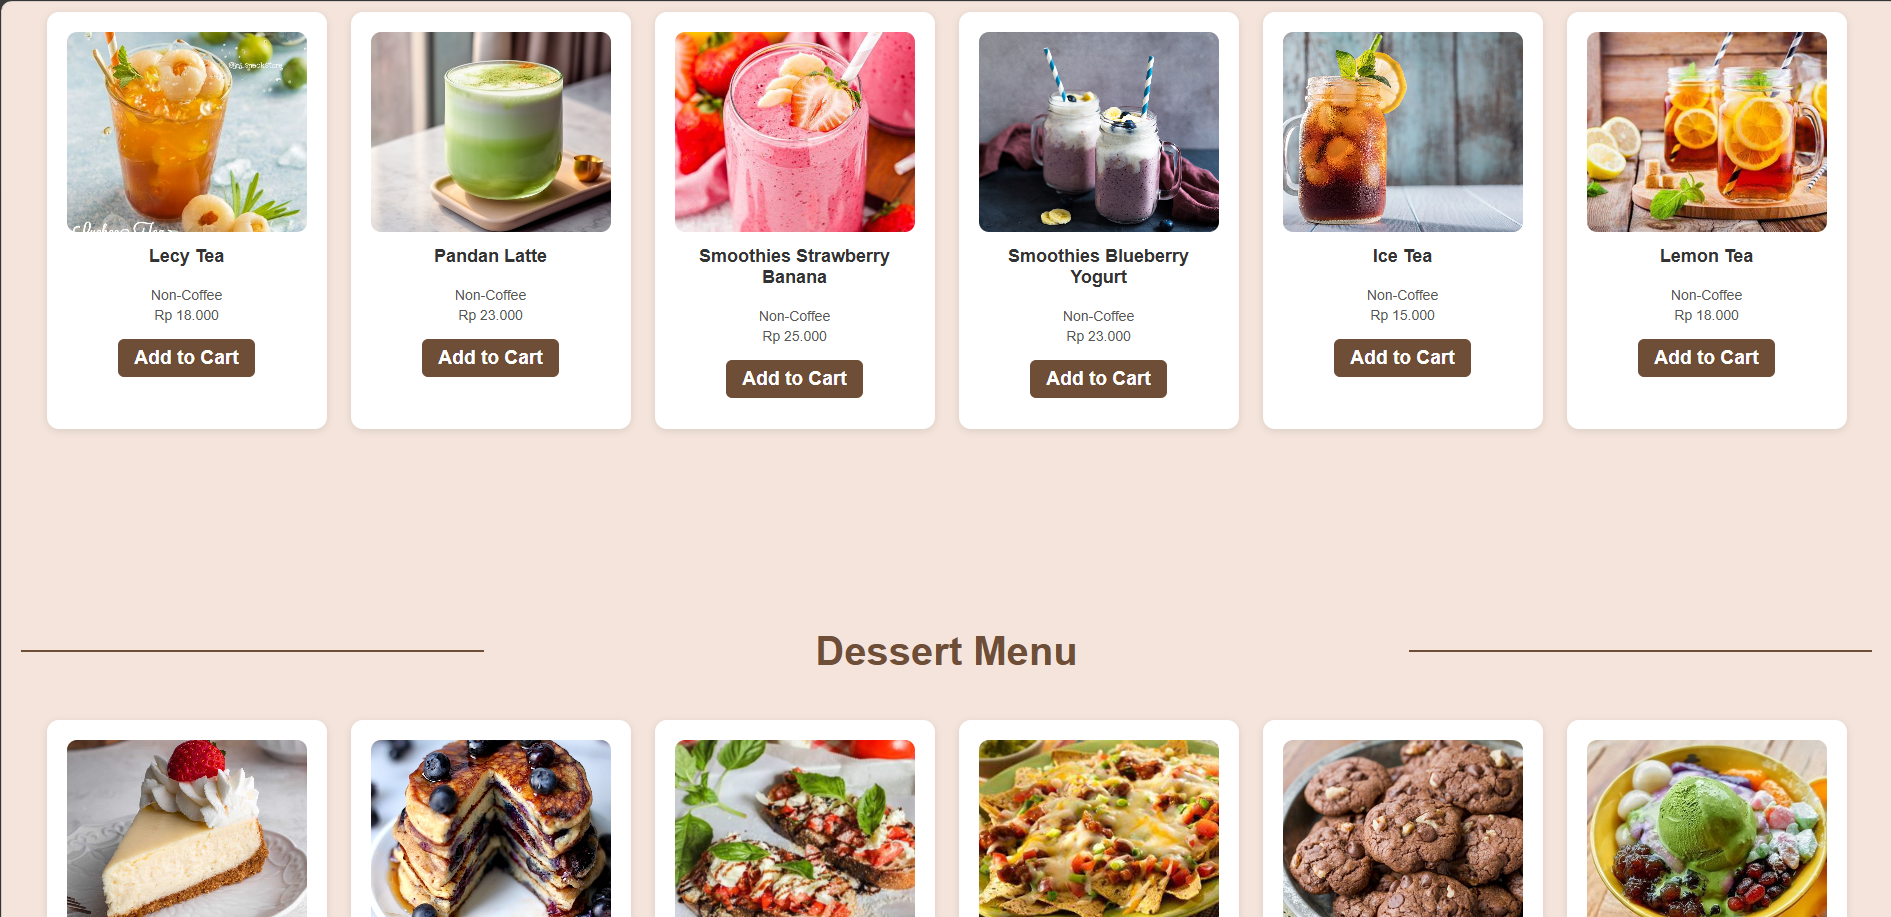 Lecy Tea
Non-Coffee
Rp 18.000
Add to Cart
Pandan Latte
Non-Coffee
Rp 23.000
Add to Cart
Smoothies Strawberry
Banana
Non-Coffee
Rp 25.000
Add to Cart
Smoothies Blueberry
Yogurt
Non-Coffee
Rp 23.000
Add to Cart
Ice Tea
Non-Coffee
Rp 15.000
Add to Cart
Lemon Tea
Non-Coffee
Rp 18.000
Add to Cart
Dessert Menu